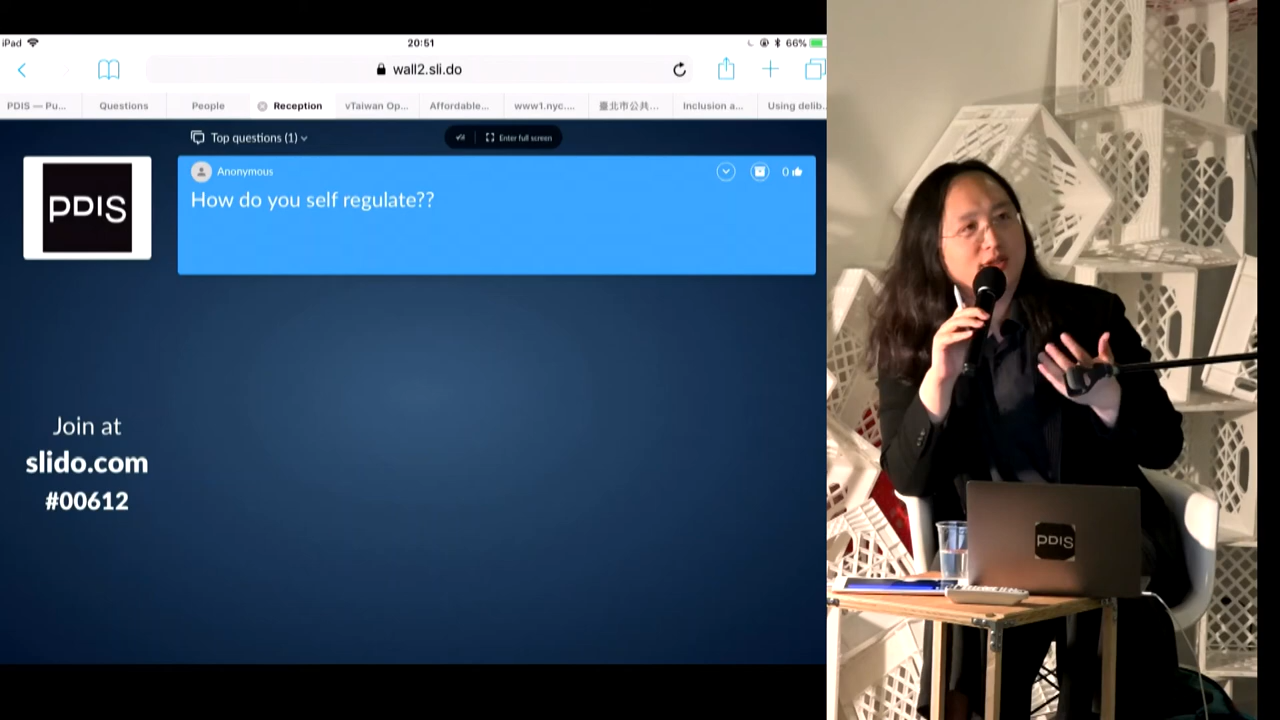 iPad
20:51
66%
wall2.sli.do
PDIS — Pu...
Questions
People
Reception
vTaiwan Op...
Affordable...
www1.nyc....
臺北市公共...
Inclusion a...
Using delib..
Top questions (1)
Enter full screen
PDIS
Anonymous
0
How do you self regulate??
Join at
slido.com
#00612
PDIS